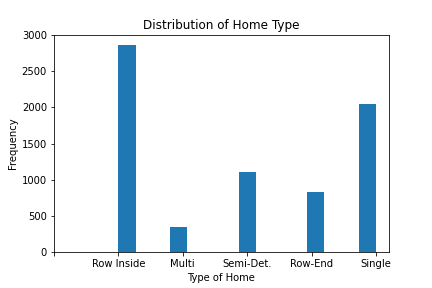 Distribution of Home Type
3000
2500
2000
1500
1000
500
0
Frequency
Row Inside Multi Semi-Det. Row-End Single
Type of Home